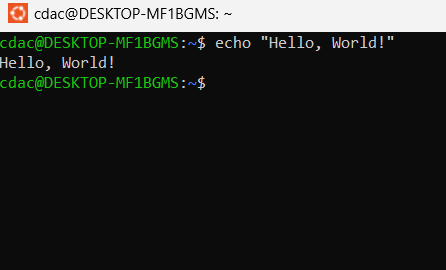 cdac@DESKTOP-MF1BGMS: ~
cdac@DESKTOP-MF1BGMS:~$ echo "Hello, World!"
Hello, World!
cdac@DESKTOP-MF1BGMS:~$